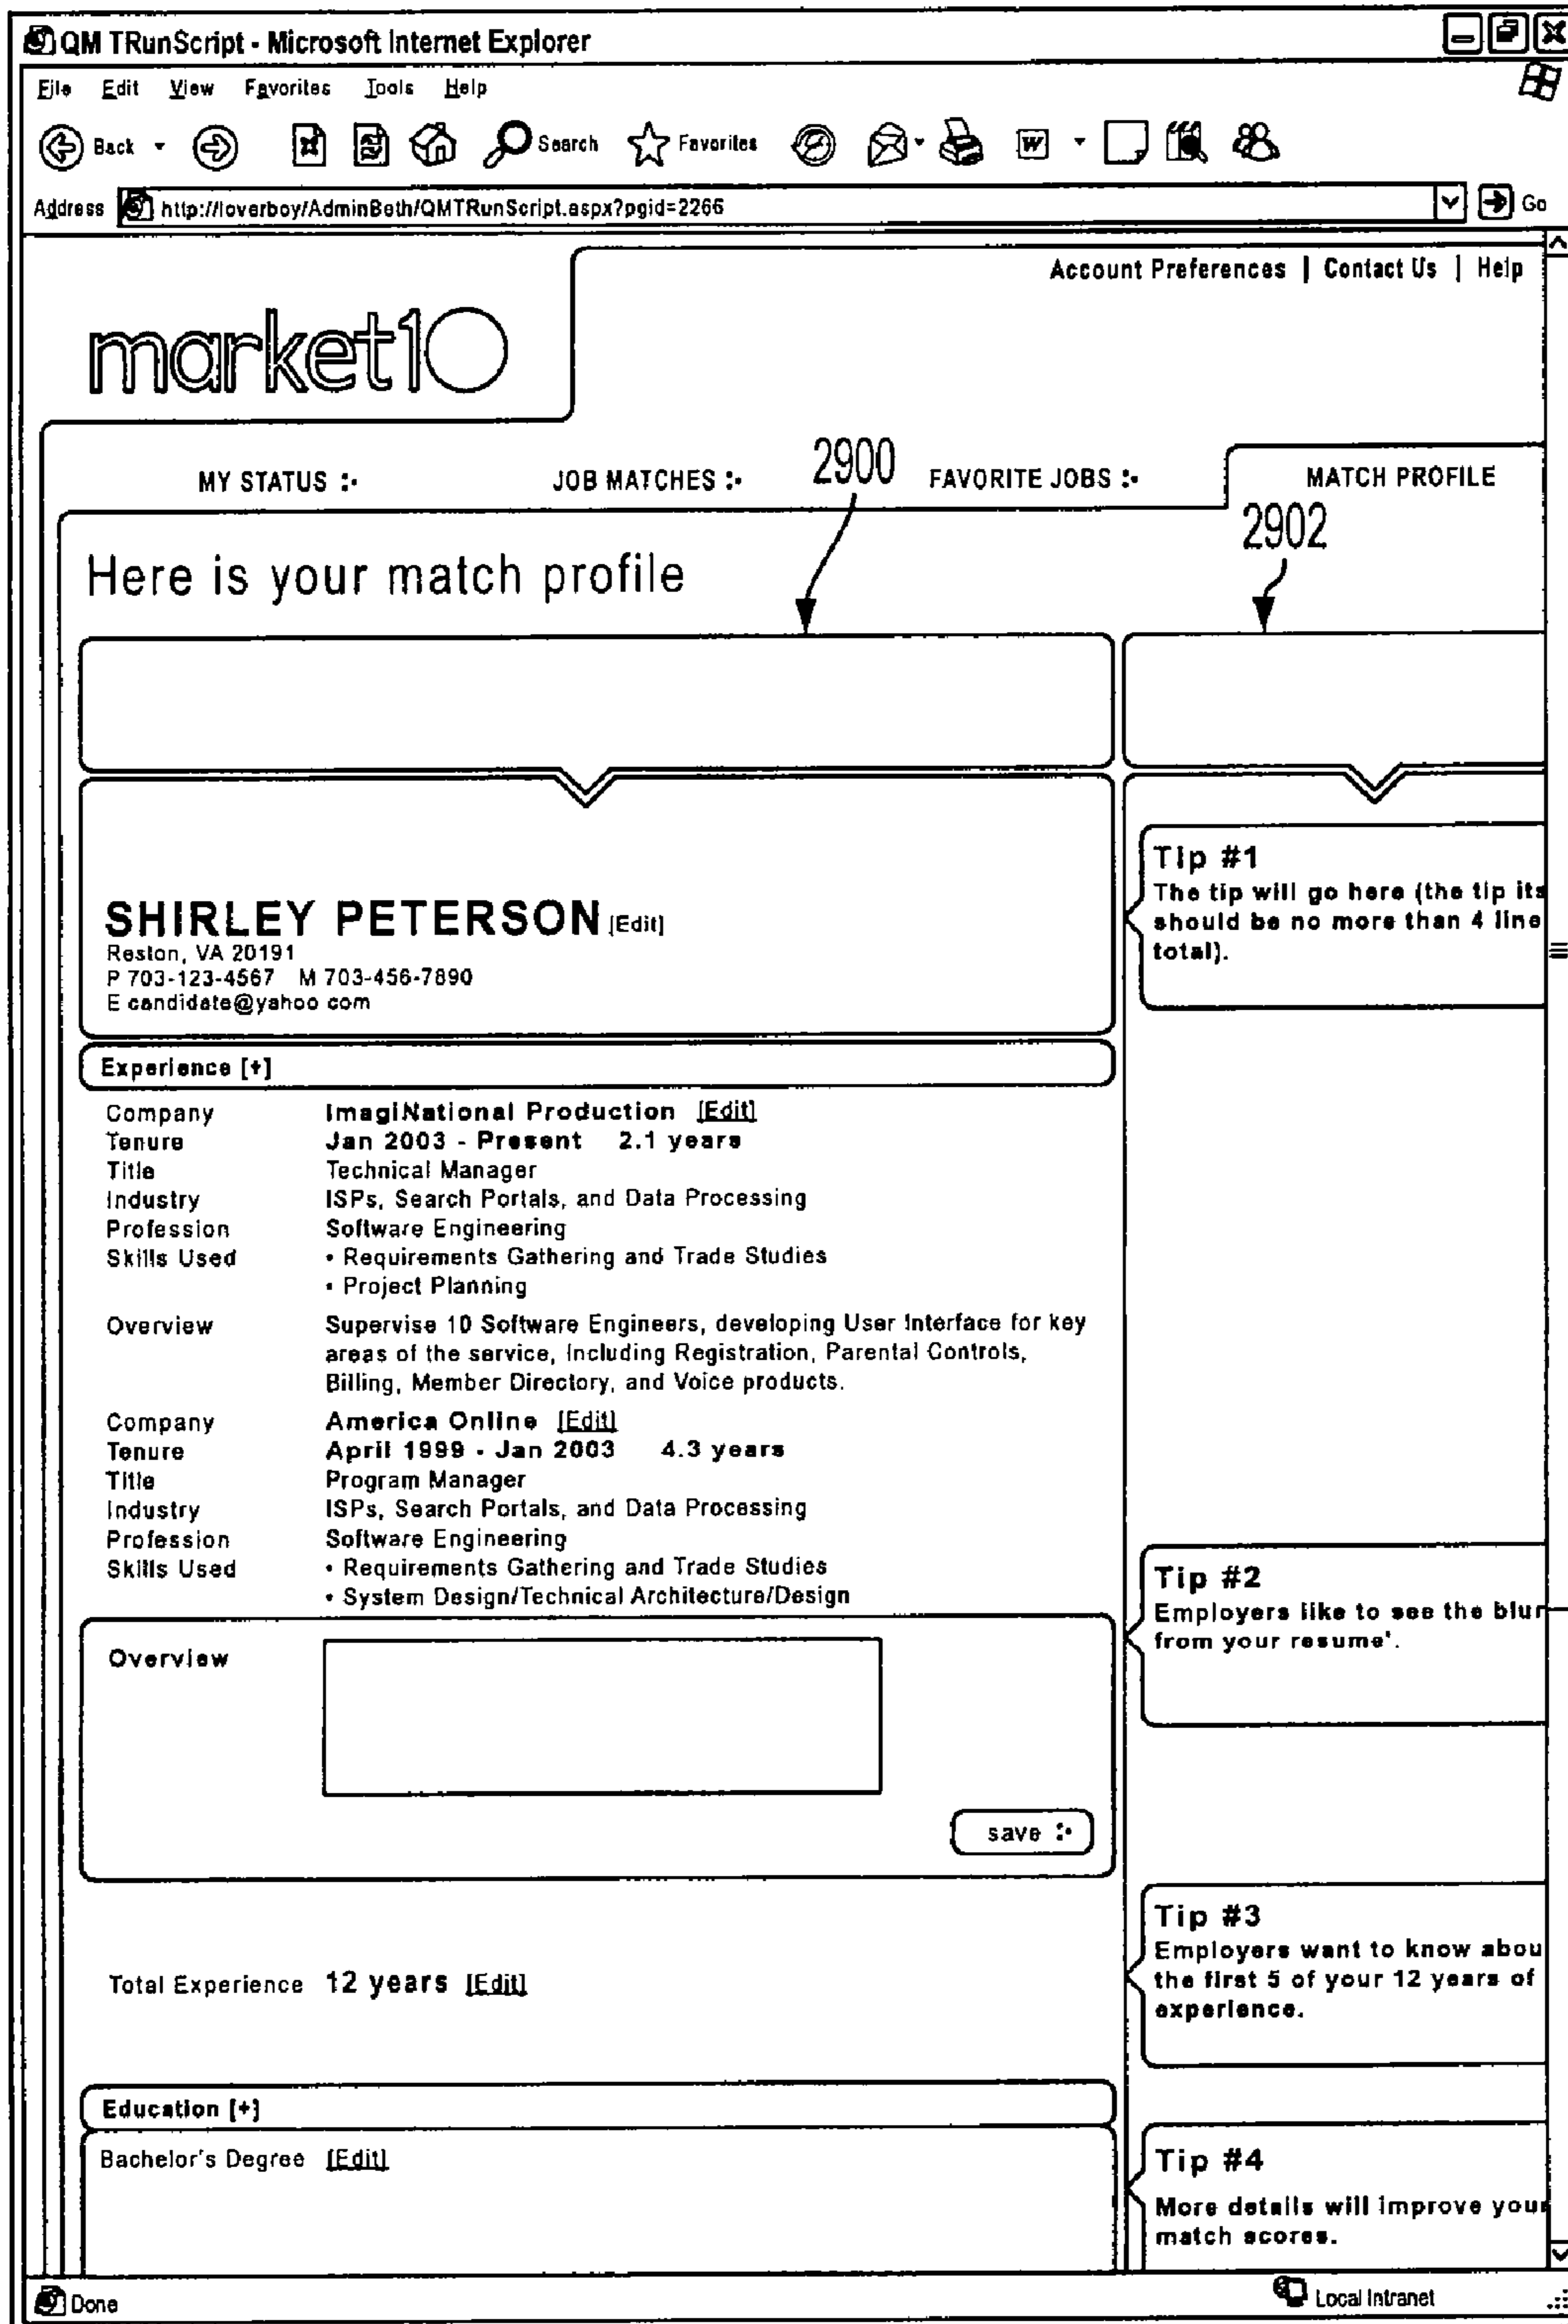 QM TRunScript - Microsoft Internet Explorer
File Edit View Favorites Tools Help
Back Search Favorites W
Address http://loverboy/AdminBeth/QMTRunScript.aspx?pgid=2266 Go
Account Preferences | Contact Us | Help
market10
MY STATUS JOB MATCHES 2900 FAVORITE JOBS MATCH PROFILE
2902
Here is your match profile
Tip #1
The tip will go here (the tip its
should be no more than 4 line
total).
SHIRLEY PETERSON [Edit]
Reston, VA 20191
P 703-123-4567 M 703-456-7890
E candidate@yahoo com
Experience [+]
Company ImagiNational Production [Edit]
Tenure Jan 2003 - Present 2.1 years
Title Technical Manager
Industry ISPs, Search Portals, and Data Processing
Profession Software Engineering
Skills Used • Requirements Gathering and Trade Studies
• Project Planning
Overview Supervise 10 Software Engineers, developing User Interface for key
areas of the service, Including Registration, Parental Controls,
Billing, Member Directory, and Voice products.
Company America Online [Edit]
Tenure April 1999 - Jan 2003 4.3 years
Title Program Manager
Industry ISPs, Search Portals, and Data Processing
Profession Software Engineering
Skills Used • Requirements Gathering and Trade Studies
• System Design/Technical Architecture/Design
Tip #2
Employers like to see the blur
from your resume'.
Overview
save
Tip #3
Employers want to know abou
the first 5 of your 12 years of
experience.
Total Experience 12 years [Edit]
Education [+]
Bachelor's Degree [Edit]
Tip #4
More details will improve your
match scores.
Done Local Intranet